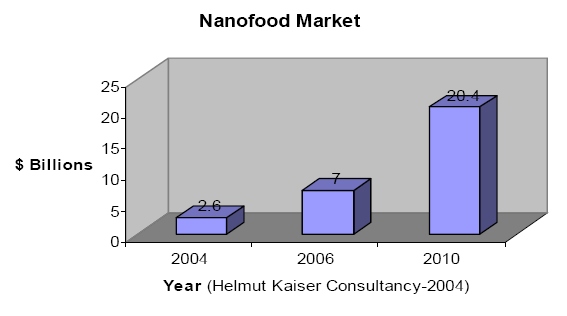 Nanofood Market
25
20
15
10
5
0
$ Billions
2.6
7
20.4
2004 2006 2010
Year (Helmut Kaiser Consultancy-2004)